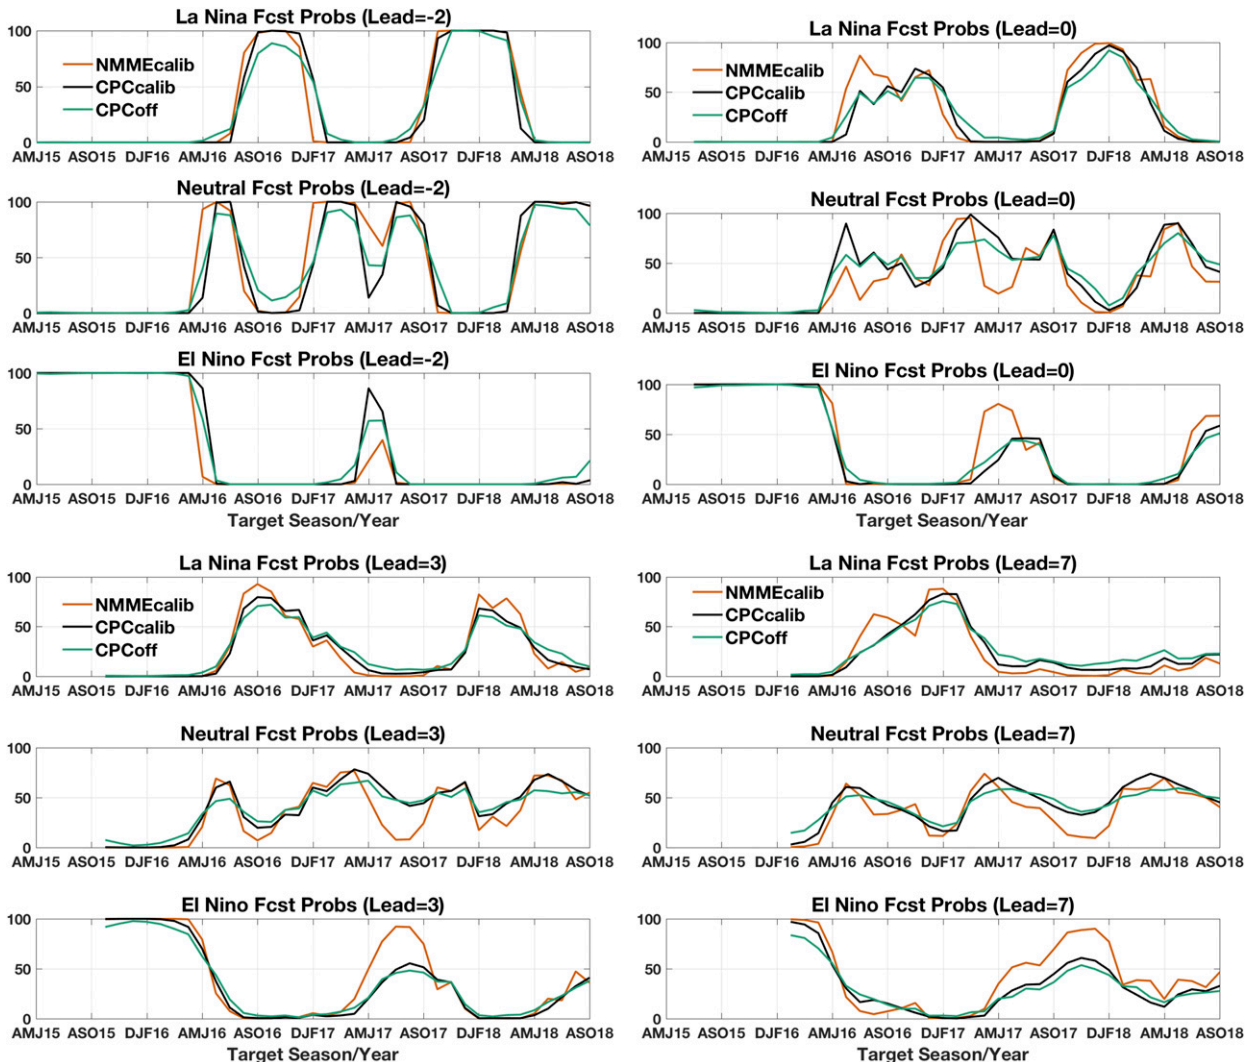 La Nina Fcst Probs (Lead=-2)
100
50
0
NMMEcalib
CPCcalib
CPCoff
AMJ15 ASO15 DJF16 AMJ16 ASO16 DJF17 AMJ17 ASO17 DJF18 AMJ18 ASO18
Neutral Fcst Probs (Lead=-2)
100
50
0
AMJ15 ASO15 DJF16 AMJ16 ASO16 DJF17 AMJ17 ASO17 DJF18 AMJ18 ASO18
El Nino Fcst Probs (Lead=-2)
100
50
0
AMJ15 ASO15 DJF16 AMJ16 ASO16 DJF17 AMJ17 ASO17 DJF18 AMJ18 ASO18
Target Season/Year
La Nina Fcst Probs (Lead=0)
100
50
0
NMMEcalib
CPCcalib
CPCoff
AMJ15 ASO15 DJF16 AMJ16 ASO16 DJF17 AMJ17 ASO17 DJF18 AMJ18 ASO18
Neutral Fcst Probs (Lead=0)
100
50
0
AMJ15 ASO15 DJF16 AMJ16 ASO16 DJF17 AMJ17 ASO17 DJF18 AMJ18 ASO18
El Nino Fcst Probs (Lead=0)
100
50
0
AMJ15 ASO15 DJF16 AMJ16 ASO16 DJF17 AMJ17 ASO17 DJF18 AMJ18 ASO18
Target Season/Year
La Nina Fcst Probs (Lead=3)
100
50
0
NMMEcalib
CPCcalib
CPCoff
AMJ15 ASO15 DJF16 AMJ16 ASO16 DJF17 AMJ17 ASO17 DJF18 AMJ18 ASO18
Neutral Fcst Probs (Lead=3)
100
50
0
AMJ15 ASO15 DJF16 AMJ16 ASO16 DJF17 AMJ17 ASO17 DJF18 AMJ18 ASO18
El Nino Fcst Probs (Lead=3)
100
50
0
AMJ15 ASO15 DJF16 AMJ16 ASO16 DJF17 AMJ17 ASO17 DJF18 AMJ18 ASO18
Target Season/Year
La Nina Fcst Probs (Lead=7)
100
50
0
NMMEcalib
CPCcalib
CPCoff
AMJ15 ASO15 DJF16 AMJ16 ASO16 DJF17 AMJ17 ASO17 DJF18 AMJ18 ASO18
Neutral Fcst Probs (Lead=7)
100
50
0
AMJ15 ASO15 DJF16 AMJ16 ASO16 DJF17 AMJ17 ASO17 DJF18 AMJ18 ASO18
El Nino Fcst Probs (Lead=7)
100
50
0
AMJ15 ASO15 DJF16 AMJ16 ASO16 DJF17 AMJ17 ASO17 DJF18 AMJ18 ASO18
Target Season/Year